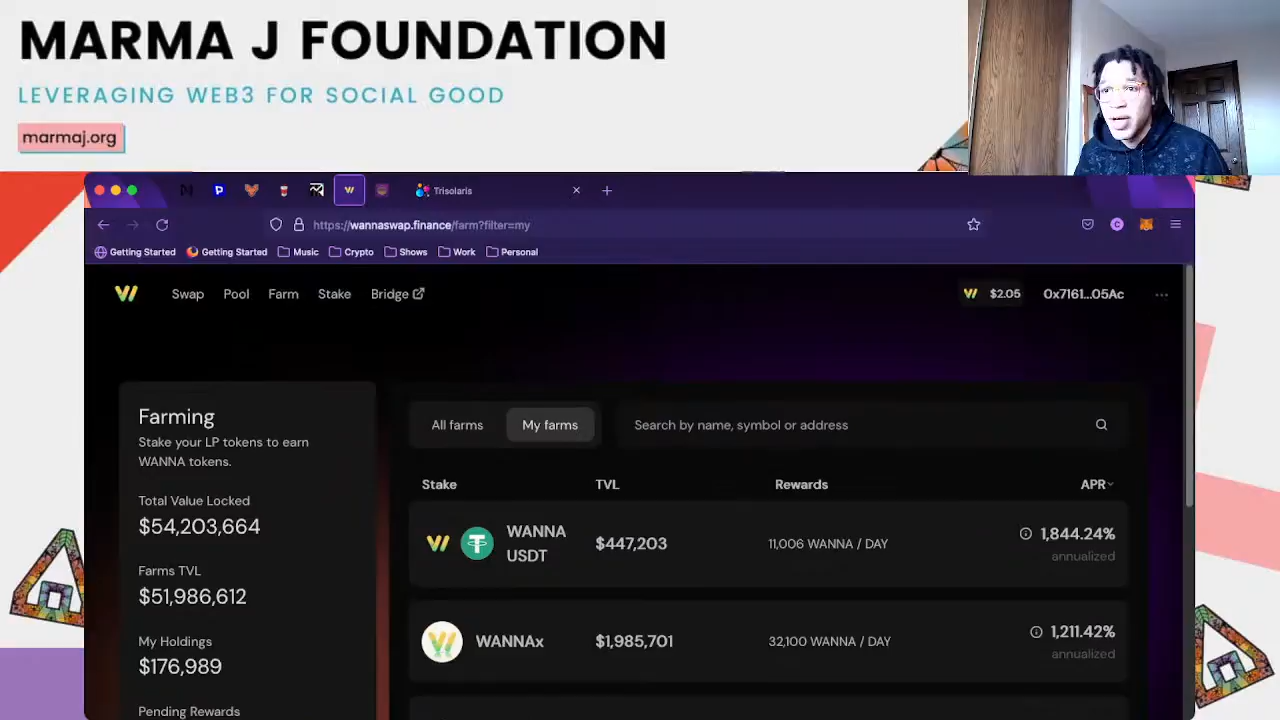 MARMA J FOUNDATION
LEVERAGING WEB3 FOR SOCIAL GOOD
marmaj.org
Trisolaris
https://wannaswap.finance/farm?filter=my
Getting Started
Getting Started
Music
Crypto
Shows
Work
Personal
Swap
Pool
Farm
Stake
Bridge
$2.05
0x7161...05Ac
Farming
Stake your LP tokens to earn
WANNA tokens.
Total Value Locked
$54,203,664
Farms TVL
$51,986,612
My Holdings
$176,989
Pending Rewards
All farms
My farms
Search by name, symbol or address
Stake
TVL
Rewards
APR
WANNA
USDT
$447,203
11,006 WANNA / DAY
1,844.24%
annualized
WANNAx
$1,985,701
32,100 WANNA / DAY
1,211.42%
annualized